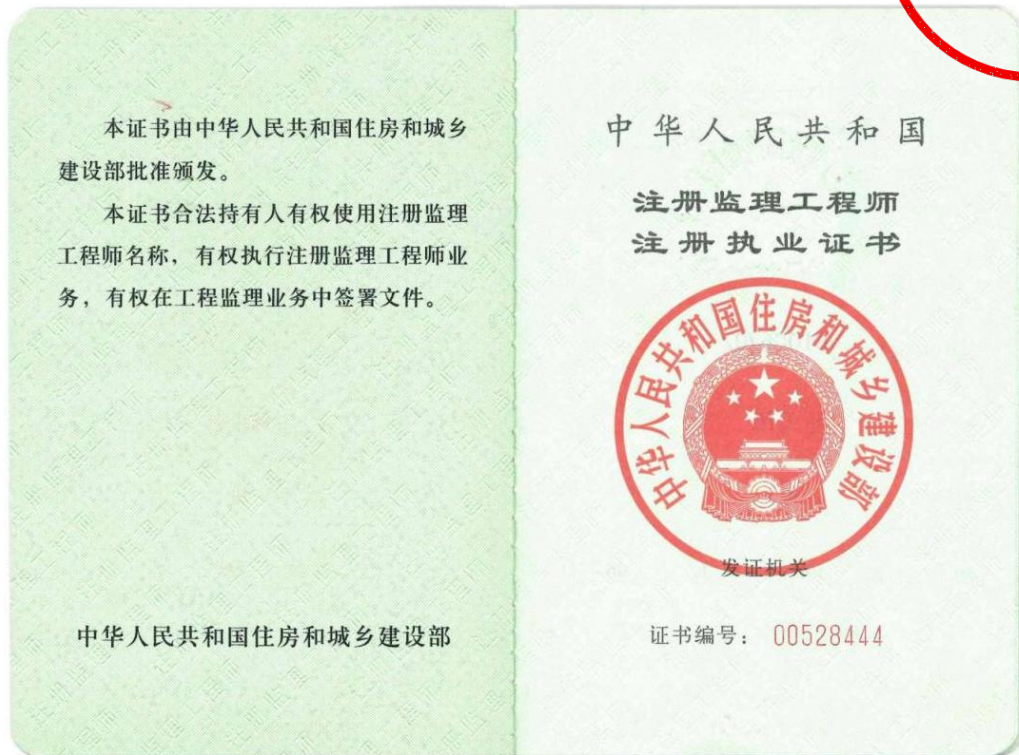 本证书由中华人民共和国住房和城乡
建设部批准颁发。
本证书合法持有人有权使用注册监理
工程师名称，有权执行注册监理工程师业
务，有权在工程监理业务中签署文件。
中华人民共和国住房和城乡建设部
中华人民共和国
注册监理工程师
注册执业证书
中华人民共和国住房和城乡建设部
发证机关
证书编号：00528444